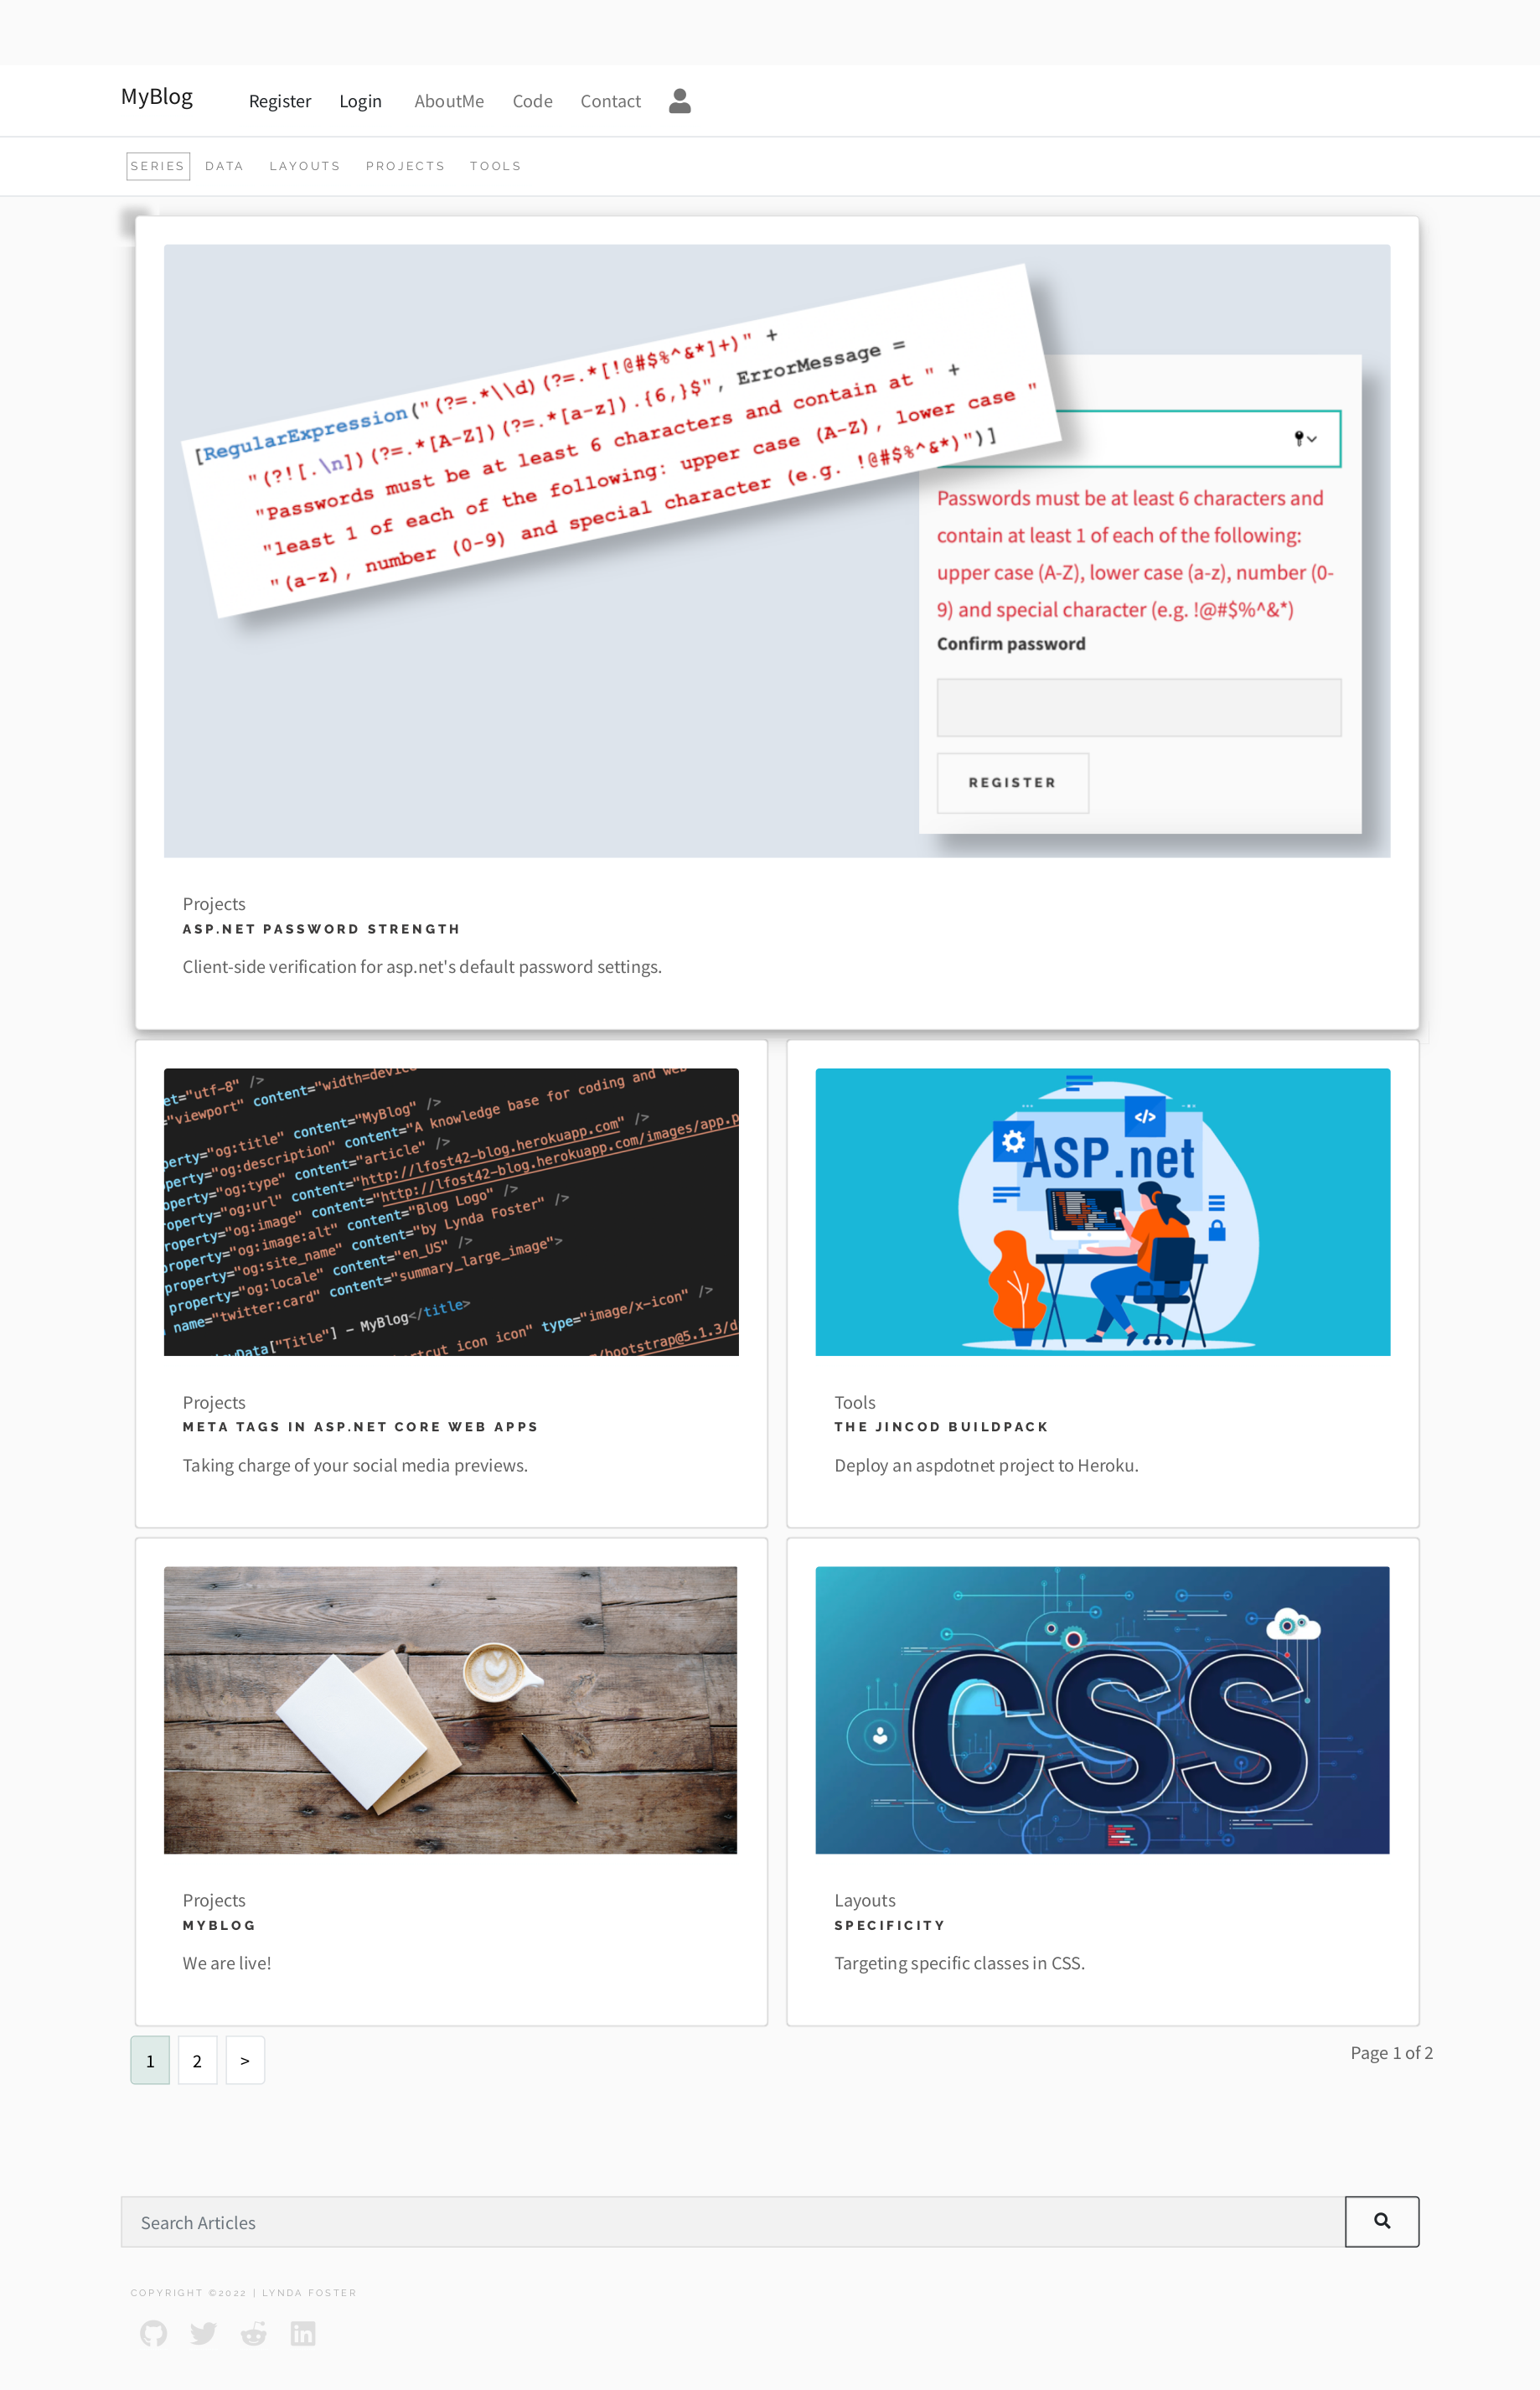 MyBlog
Register Login AboutMe Code Contact
SERIES DATA LAYOUTS PROJECTS TOOLS
[RegularExpression("(?=.*\\d)(?=.*[!@#$%^&*]+)" +
"(?![.\n])(?=.*[A-Z])(?=.*[a-z]).{6,}$", ErrorMessage =
"Passwords must be at least 6 characters and contain at " +
"least 1 of each of the following: upper case (A-Z), lower case "
"(a-z), number (0-9) and special character (e.g. !@#$%^&*)")]
Passwords must be at least 6 characters and
contain at least 1 of each of the following:
upper case (A-Z), lower case (a-z), number (0-
9) and special character (e.g. !@#$%^&*)
Confirm password
REGISTER
Projects
ASP.NET PASSWORD STRENGTH
Client-side verification for asp.net's default password settings.
et="utf-8" />
="viewport" content="width=device
perty="og:title" content="MyBlog" />
perty="og:description" content="A knowledge base for coding and web
operty="og:type" content="article" />
operty="og:url" content="http://lfost42-blog.herokuapp.com" />
roperty="og:image" content="http://lfost42-blog.herokuapp.com/images/app.p
roperty="og:image:alt" content="Blog Logo" />
property="og:site_name" content="by Lynda Foster" />
property="og:locale" content="en_US" />
name="twitter:card" content="summary_large_image">
Data["Title"] - MyBlog</title>
rtcut icon icon" type="image/x-icon" />
/bootstrap@5.1.3/d
ASP.net
</>
Projects
META TAGS IN ASP.NET CORE WEB APPS
Taking charge of your social media previews.
Tools
THE JINCOD BUILDPACK
Deploy an aspdotnet project to Heroku.
CSS
Projects
MYBLOG
We are live!
Layouts
SPECIFICITY
Targeting specific classes in CSS.
1 2 >
Page 1 of 2
Search Articles
COPYRIGHT ©2022 | LYNDA FOSTER
in